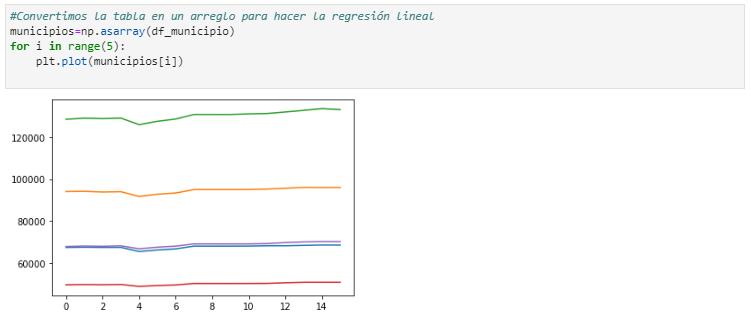 #Convertimos la tabla en un arreglo para hacer la regresión lineal
municipios=np.asarray(df_municipio)
for i in range(5):
    plt.plot(municipios[i])
120000
100000
80000
60000
0 2 4 6 8 10 12 14